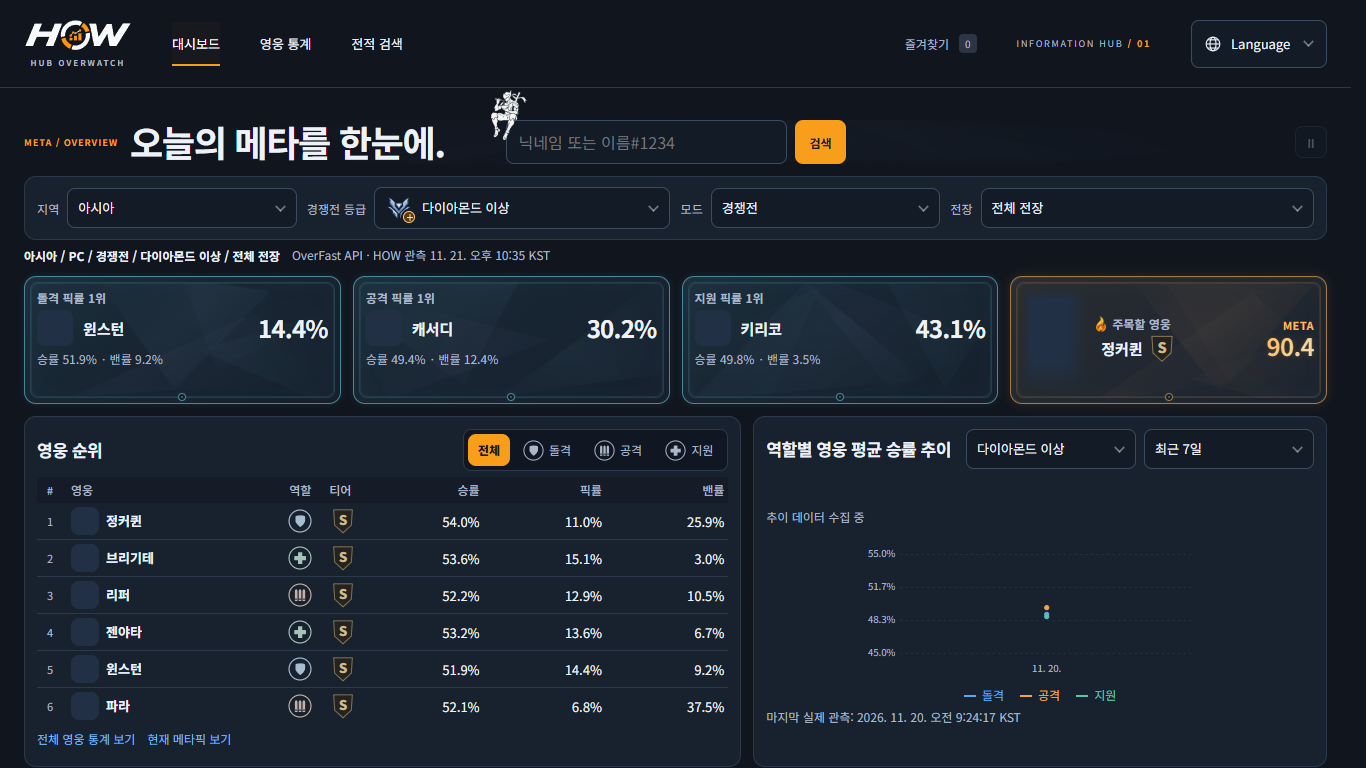 HOW
HUB OVERWATCH
대시보드
영웅 통계
전적 검색
즐겨찾기 0
INFORMATION HUB / 01
Language
META / OVERVIEW
오늘의 메타를 한눈에.
닉네임 또는 이름#1234
검색
지역
아시아
경쟁전 등급
다이아몬드 이상
모드
경쟁전
전장
전체 전장
아시아 / PC / 경쟁전 / 다이아몬드 이상 / 전체 전장 OverFast API · HOW 관측 11. 21. 오후 10:35 KST
돌격 픽률 1위
윈스턴 14.4%
승률 51.9% · 밴률 9.2%
공격 픽률 1위
캐서디 30.2%
승률 49.4% · 밴률 12.4%
지원 픽률 1위
키리코 43.1%
승률 49.8% · 밴률 3.5%
주목할 영웅
정커퀸 S
META
90.4
영웅 순위
전체 돌격 공격 지원
# 영웅 역할 티어 승률 픽률 밴률
1 정커퀸 S 54.0% 11.0% 25.9%
2 브리기테 S 53.6% 15.1% 3.0%
3 리퍼 S 52.2% 12.9% 10.5%
4 젠야타 S 53.2% 13.6% 6.7%
5 윈스턴 S 51.9% 14.4% 9.2%
6 파라 S 52.1% 6.8% 37.5%
전체 영웅 통계 보기 현재 메타픽 보기
역할별 영웅 평균 승률 추이
다이아몬드 이상
최근 7일
추이 데이터 수집 중
55.0%
51.7%
48.3%
45.0%
11. 20.
돌격 공격 지원
마지막 실제 관측: 2026. 11. 20. 오전 9:24:17 KST